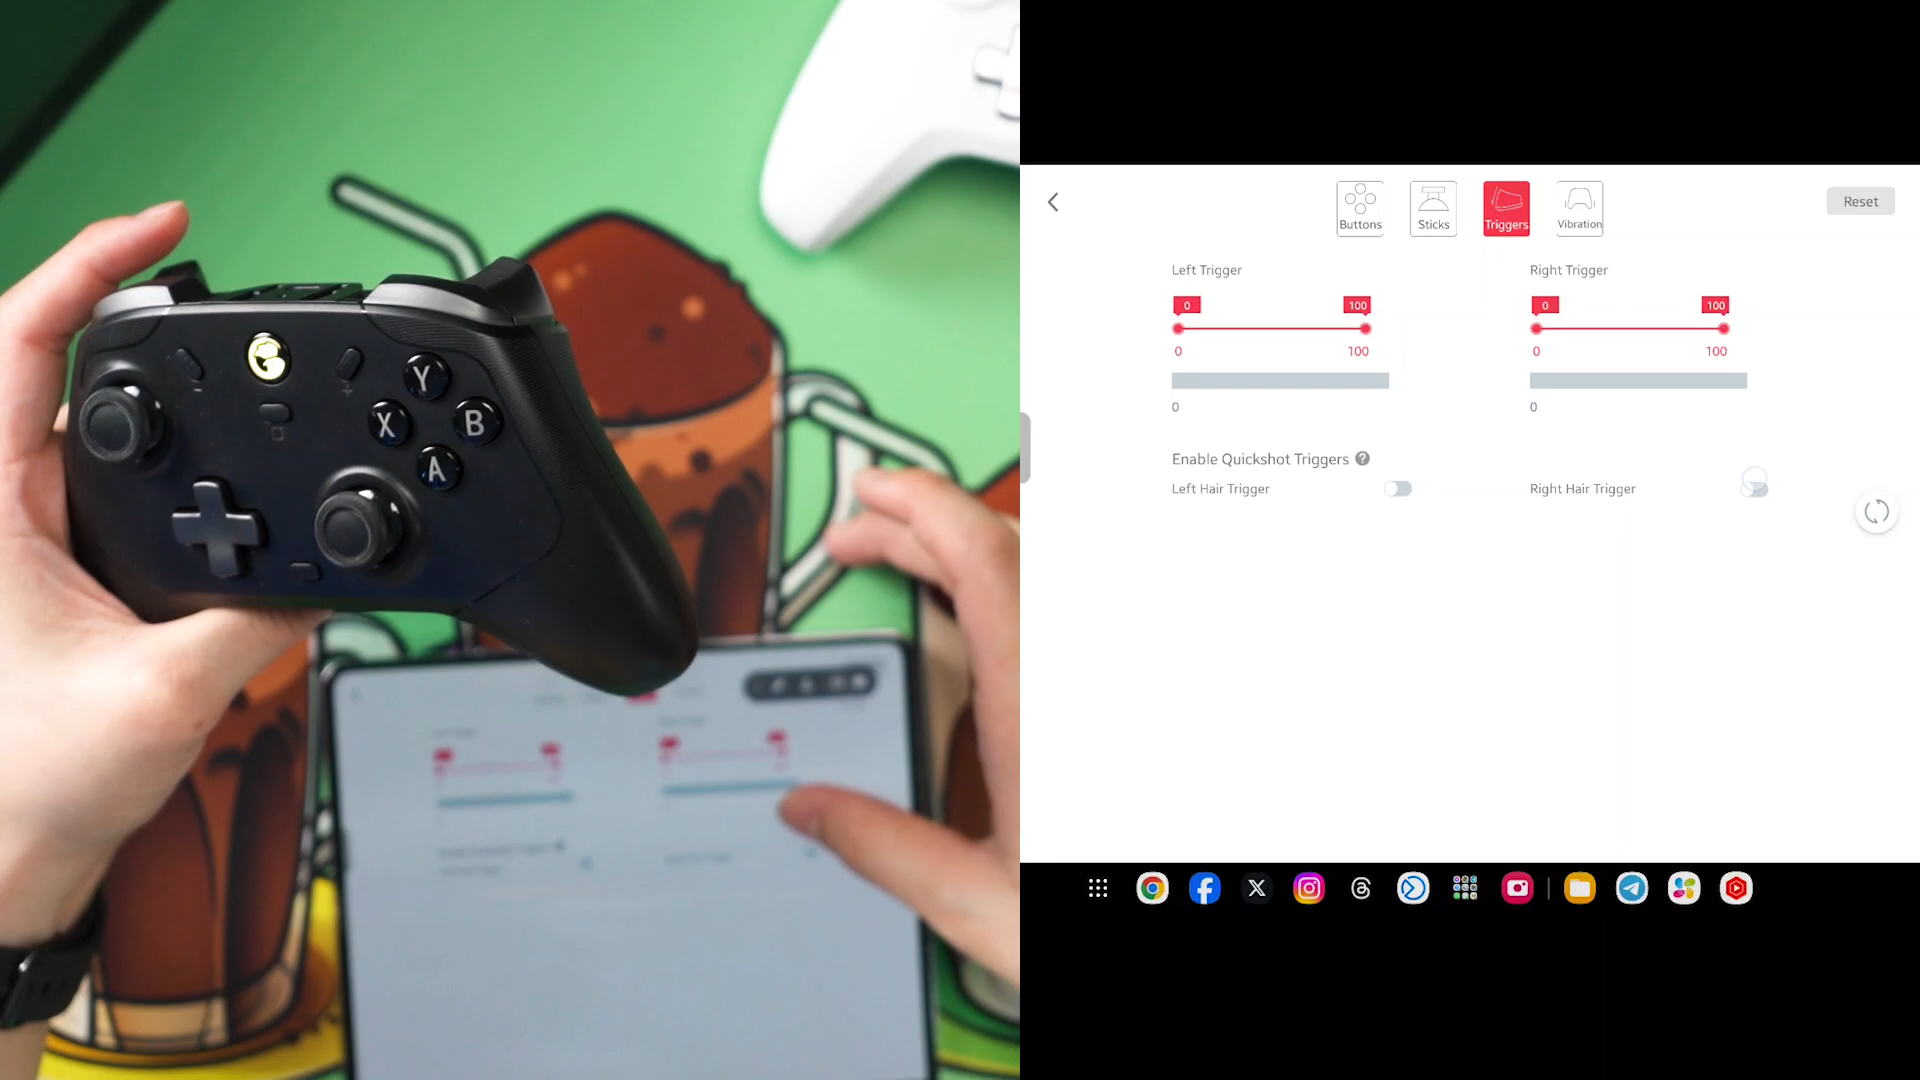 Y
X
B
A
Buttons
Sticks
Triggers
Vibration
Reset
Left Trigger
Right Trigger
0 100
0 100
0 100
0 100
0
0
Enable Quickshot Triggers ?
Left Hair Trigger
Right Hair Trigger